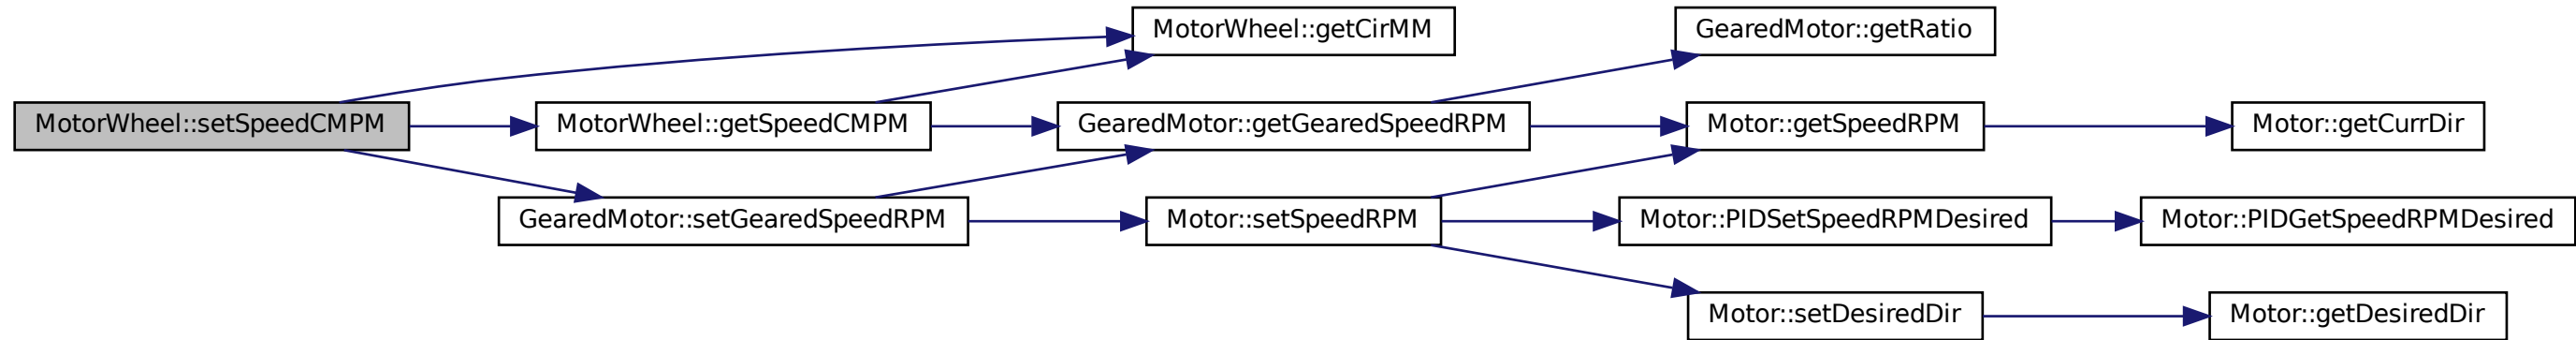 MotorWheel::getCirMM
GearedMotor::getRatio
MotorWheel::setSpeedCMPM
MotorWheel::getSpeedCMPM
GearedMotor::getGearedSpeedRPM
Motor::getSpeedRPM
Motor::getCurrDir
GearedMotor::setGearedSpeedRPM
Motor::setSpeedRPM
Motor::PIDSetSpeedRPMDesired
Motor::PIDGetSpeedRPMDesired
Motor::setDesiredDir
Motor::getDesiredDir